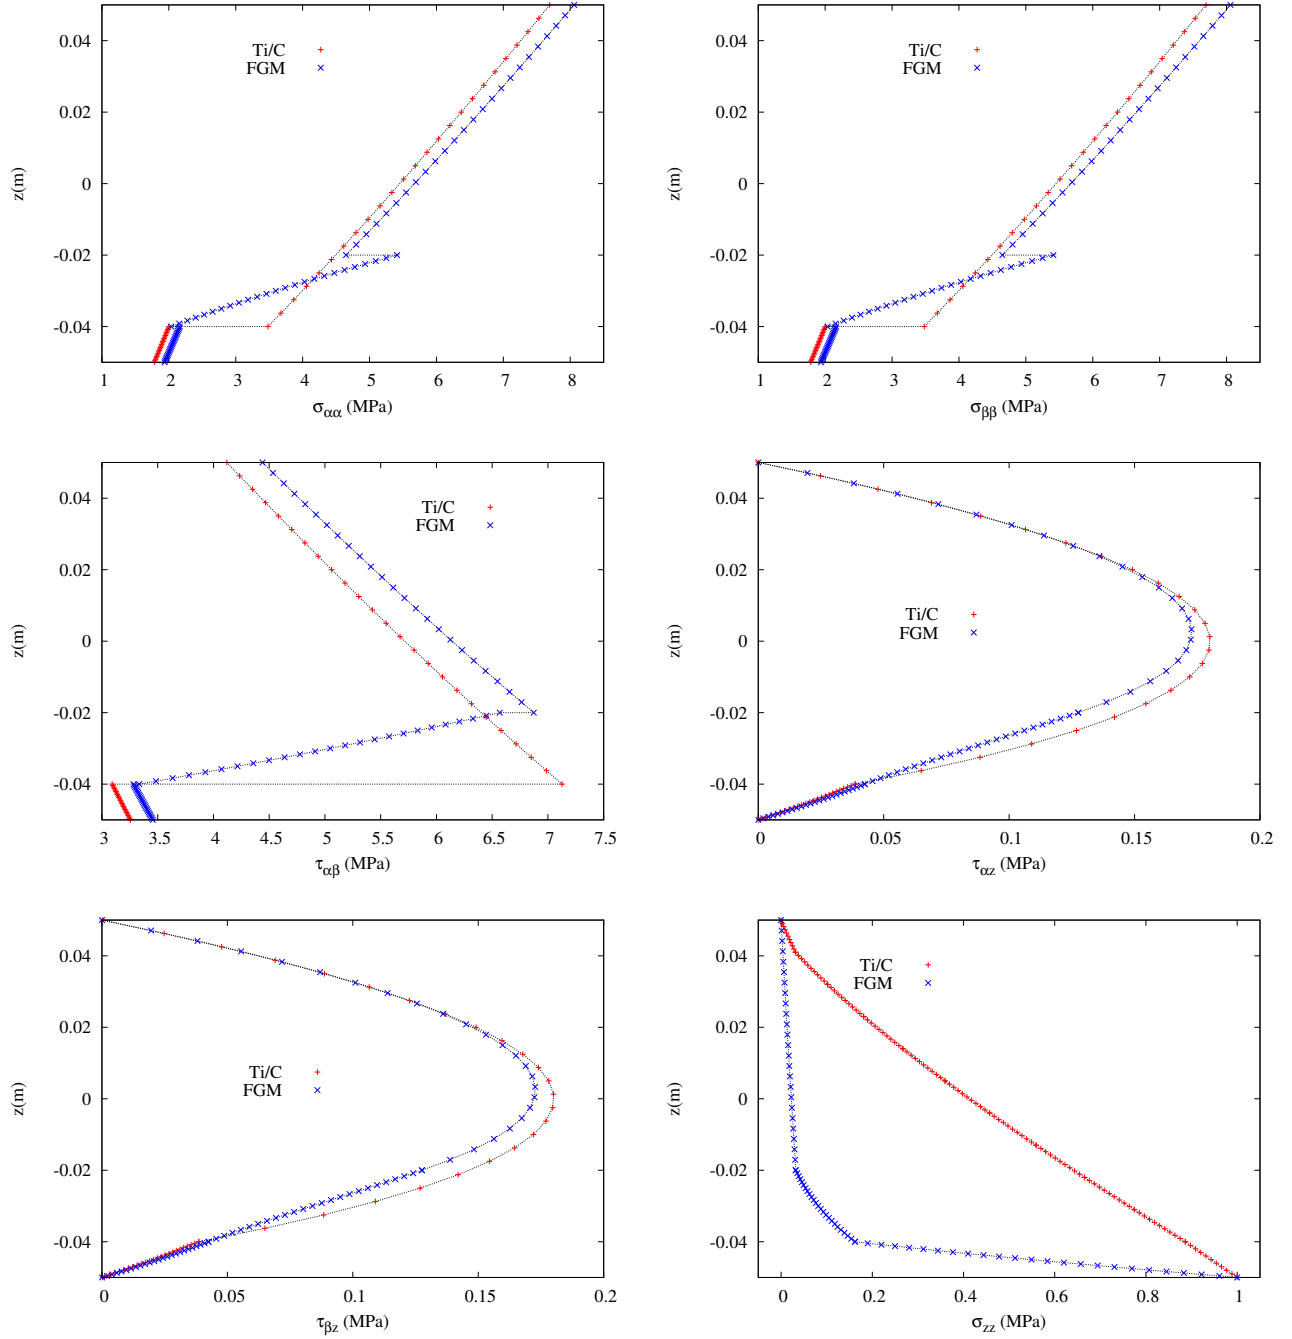 0.04
0.02
0
-0.02
-0.04
z(m)
Ti/C
FGM
1 2 3 4 5 6 7 8
σαα (MPa)
0.04
0.02
0
-0.02
-0.04
z(m)
Ti/C
FGM
1 2 3 4 5 6 7 8
σββ (MPa)
0.04
0.02
0
-0.02
-0.04
z(m)
Ti/C
FGM
3 3.5 4 4.5 5 5.5 6 6.5 7 7.5
ταβ (MPa)
0.04
0.02
0
-0.02
-0.04
z(m)
Ti/C
FGM
0 0.05 0.1 0.15 0.2
ταz (MPa)
0.04
0.02
0
-0.02
-0.04
z(m)
Ti/C
FGM
0 0.05 0.1 0.15 0.2
τβz (MPa)
0.04
0.02
0
-0.02
-0.04
z(m)
Ti/C
FGM
0 0.2 0.4 0.6 0.8 1
σzz (MPa)